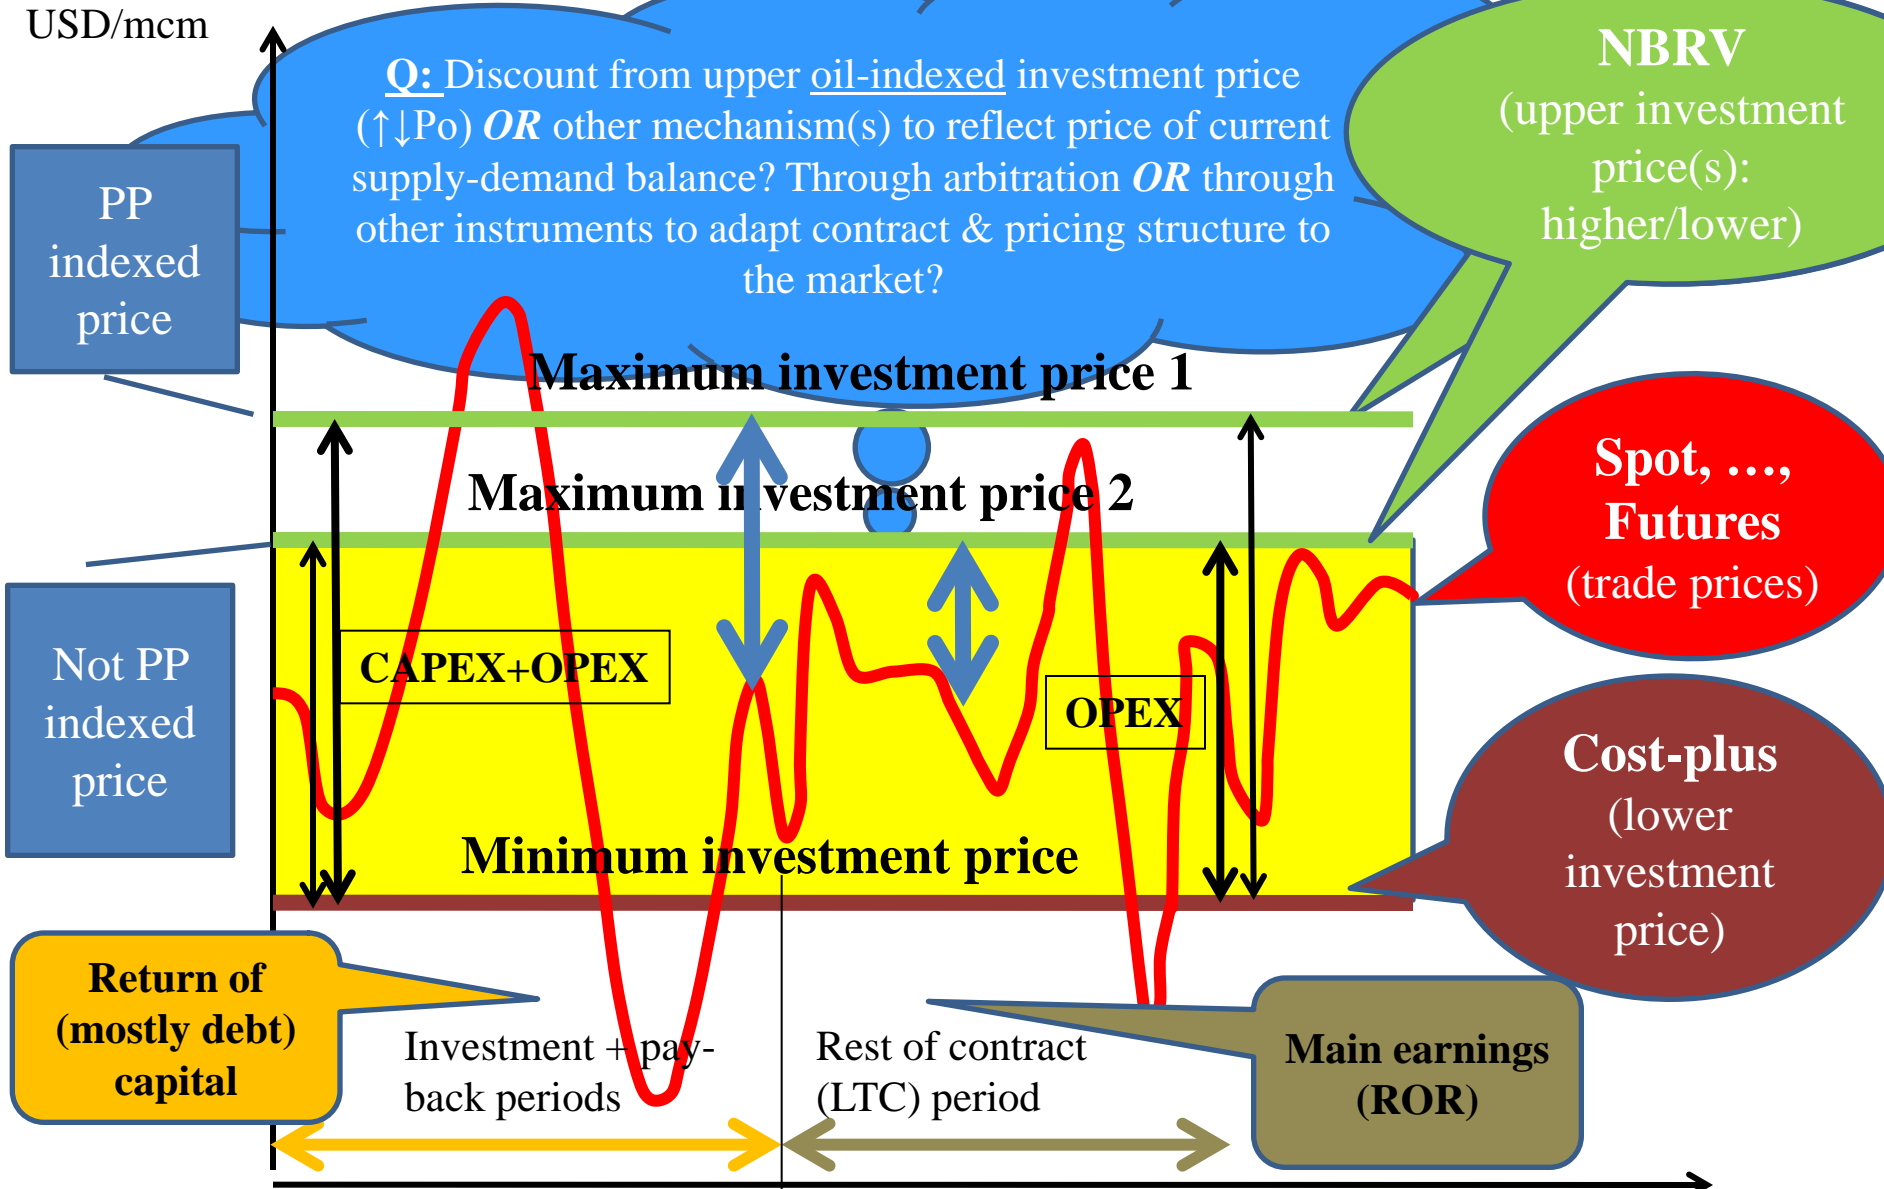 USD/mcm
Q: Discount from upper oil-indexed investment price
(↑↓Po) OR other mechanism(s) to reflect price of current
supply-demand balance? Through arbitration OR through
other instruments to adapt contract & pricing structure to
the market?
NBRV
(upper investment
price(s):
higher/lower)
PP
indexed
price
Maximum investment price 1
Maximum investment price 2
Spot, …,
Futures
(trade prices)
Not PP
indexed
price
CAPEX+OPEX
OPEX
Cost-plus
(lower
investment
price)
Minimum investment price
Return of
(mostly debt)
capital
Investment + pay-
back periods
Rest of contract
(LTC) period
Main earnings
(ROR)